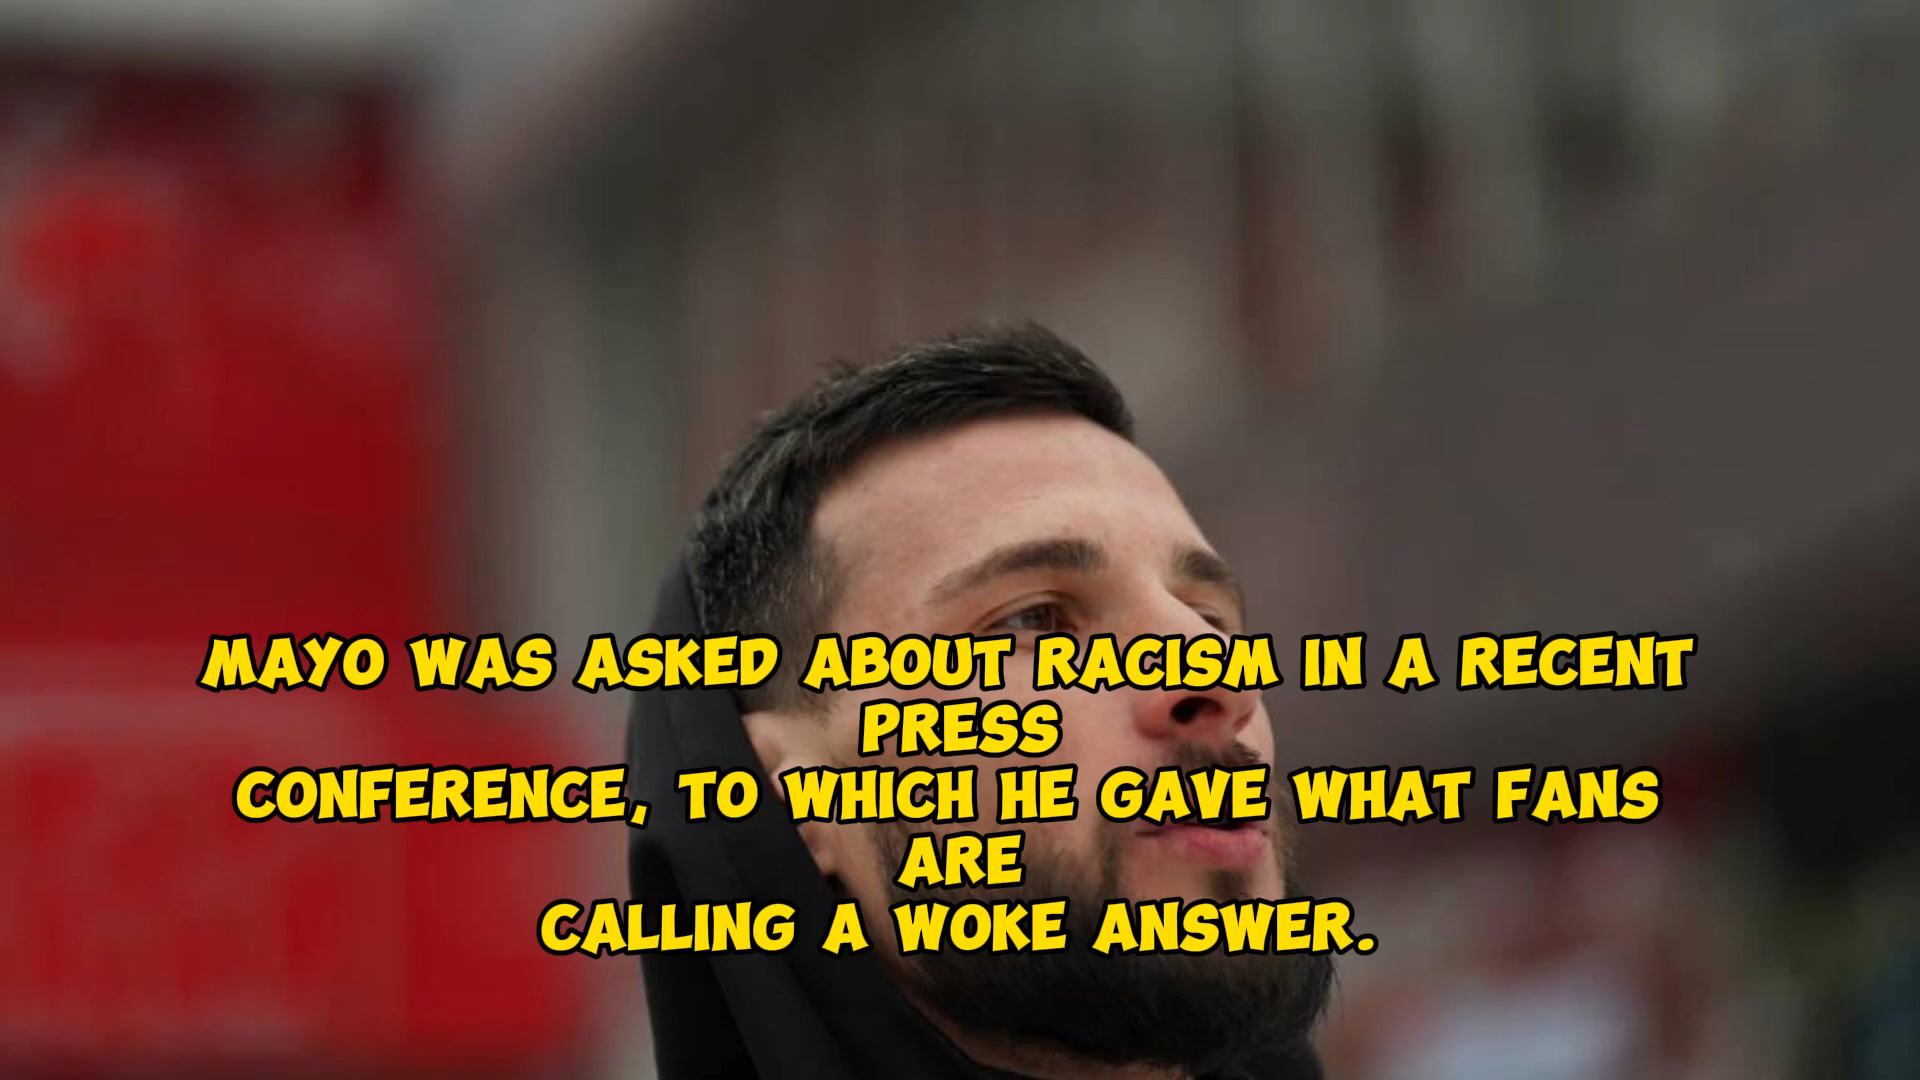 MAYO WAS ASKED ABOUT RACISM IN A RECENT
PRESS
CONFERENCE, TO WHICH HE GAVE WHAT FANS
ARE
CALLING A WOKE ANSWER.